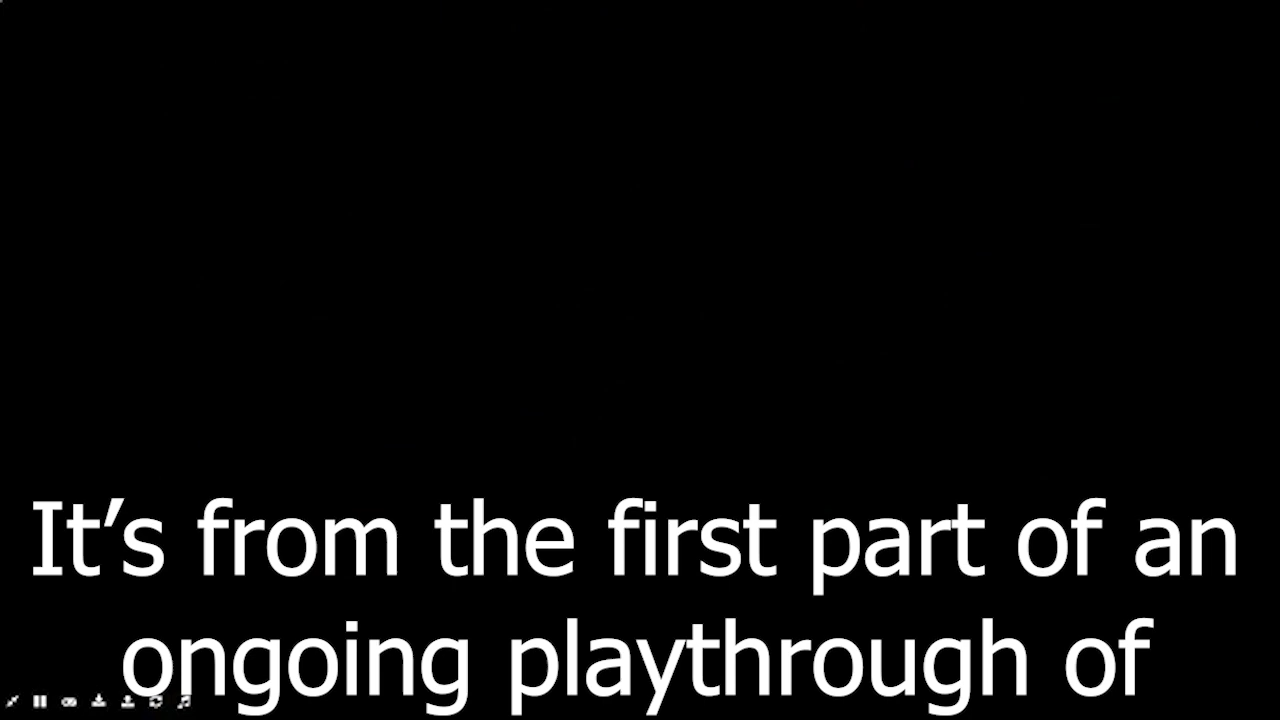 It’s from the first part of an
ongoing playthrough of